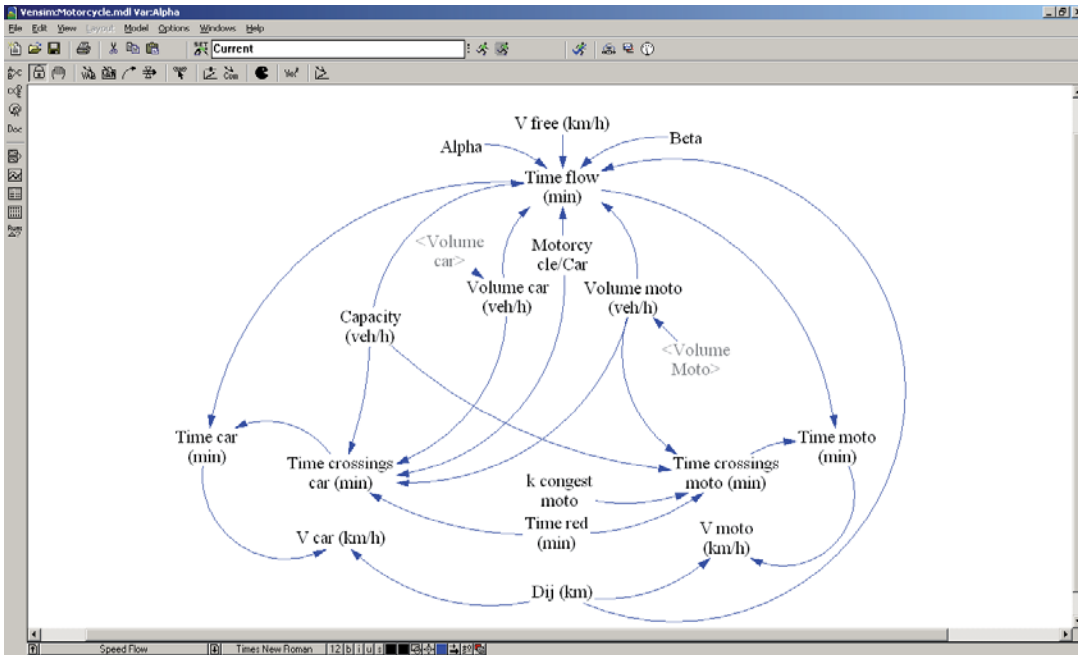 Vensim:Motorcycle.mdl Var:Alpha
File Edit View Layout Model Options Windows Help
SET Current
VAR
Com
Doc
V free (km/h)
Alpha
Beta
Time flow
(min)
<Volume
car>
Motorcy
cle/Car
Volume car
(veh/h)
Volume moto
(veh/h)
Capacity
(veh/h)
<Volume
Moto>
Time car
(min)
Time moto
(min)
Time crossings
car (min)
Time crossings
moto (min)
k congest
moto
Time red
(min)
V car (km/h)
V moto
(km/h)
Dij (km)
Speed Flow
Times New Roman
12 b i u s